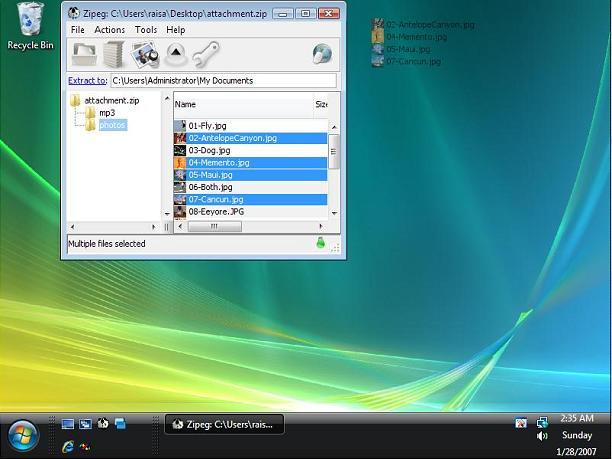 Recycle Bin
Zipeg: C:\Users\raisa\Desktop\attachment.zip
File Actions Tools Help
Extract to: C:\Users\Administrator\My Documents
attachment.zip
mp3
photos
Name Size
01-Fly.jpg
02-AntelopeCanyon.jpg
03-Dog.jpg
04-Memento.jpg
05-Maui.jpg
06-Both.jpg
07-Cancun.jpg
08-Eeyore.JPG
Multiple files selected
02-AntelopeCanyon.jpg
04-Memento.jpg
05-Maui.jpg
07-Cancun.jpg
Zipeg: C:\Users\rais...
2:35 AM
Sunday
1/28/2007